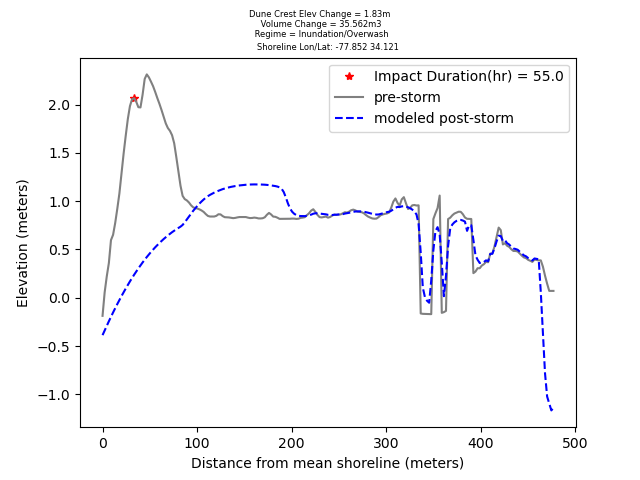 Dune Crest Elev Change = 1.83m
Volume Change = 35.562m3
Regime = Inundation/Overwash
Shoreline Lon/Lat: -77.852 34.121
Impact Duration(hr) = 55.0
pre-storm
modeled post-storm
Elevation (meters)
2.0
1.5
1.0
0.5
0.0
−0.5
−1.0
0 100 200 300 400 500
Distance from mean shoreline (meters)